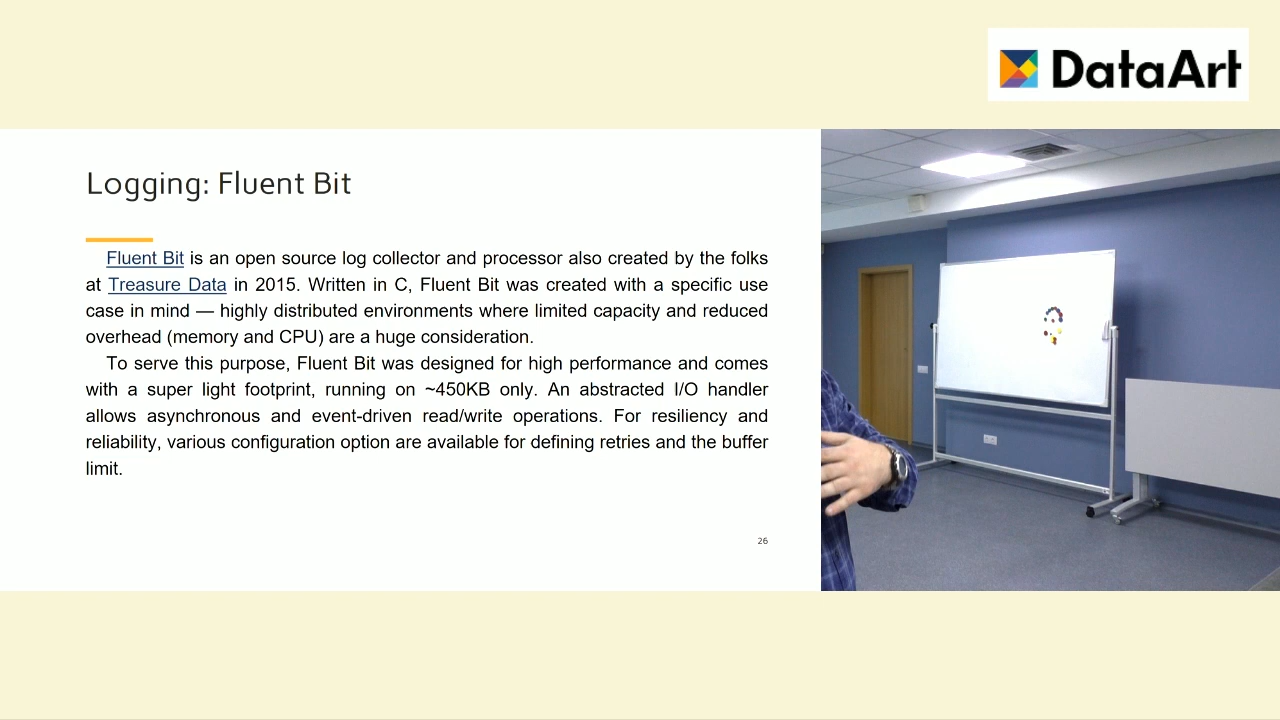 DataArt
Logging: Fluent Bit
Fluent Bit is an open source log collector and processor also created by the folks
at Treasure Data in 2015. Written in C, Fluent Bit was created with a specific use
case in mind — highly distributed environments where limited capacity and reduced
overhead (memory and CPU) are a huge consideration.
To serve this purpose, Fluent Bit was designed for high performance and comes
with a super light footprint, running on ~450KB only. An abstracted I/O handler
allows asynchronous and event-driven read/write operations. For resiliency and
reliability, various configuration option are available for defining retries and the buffer
limit.
26